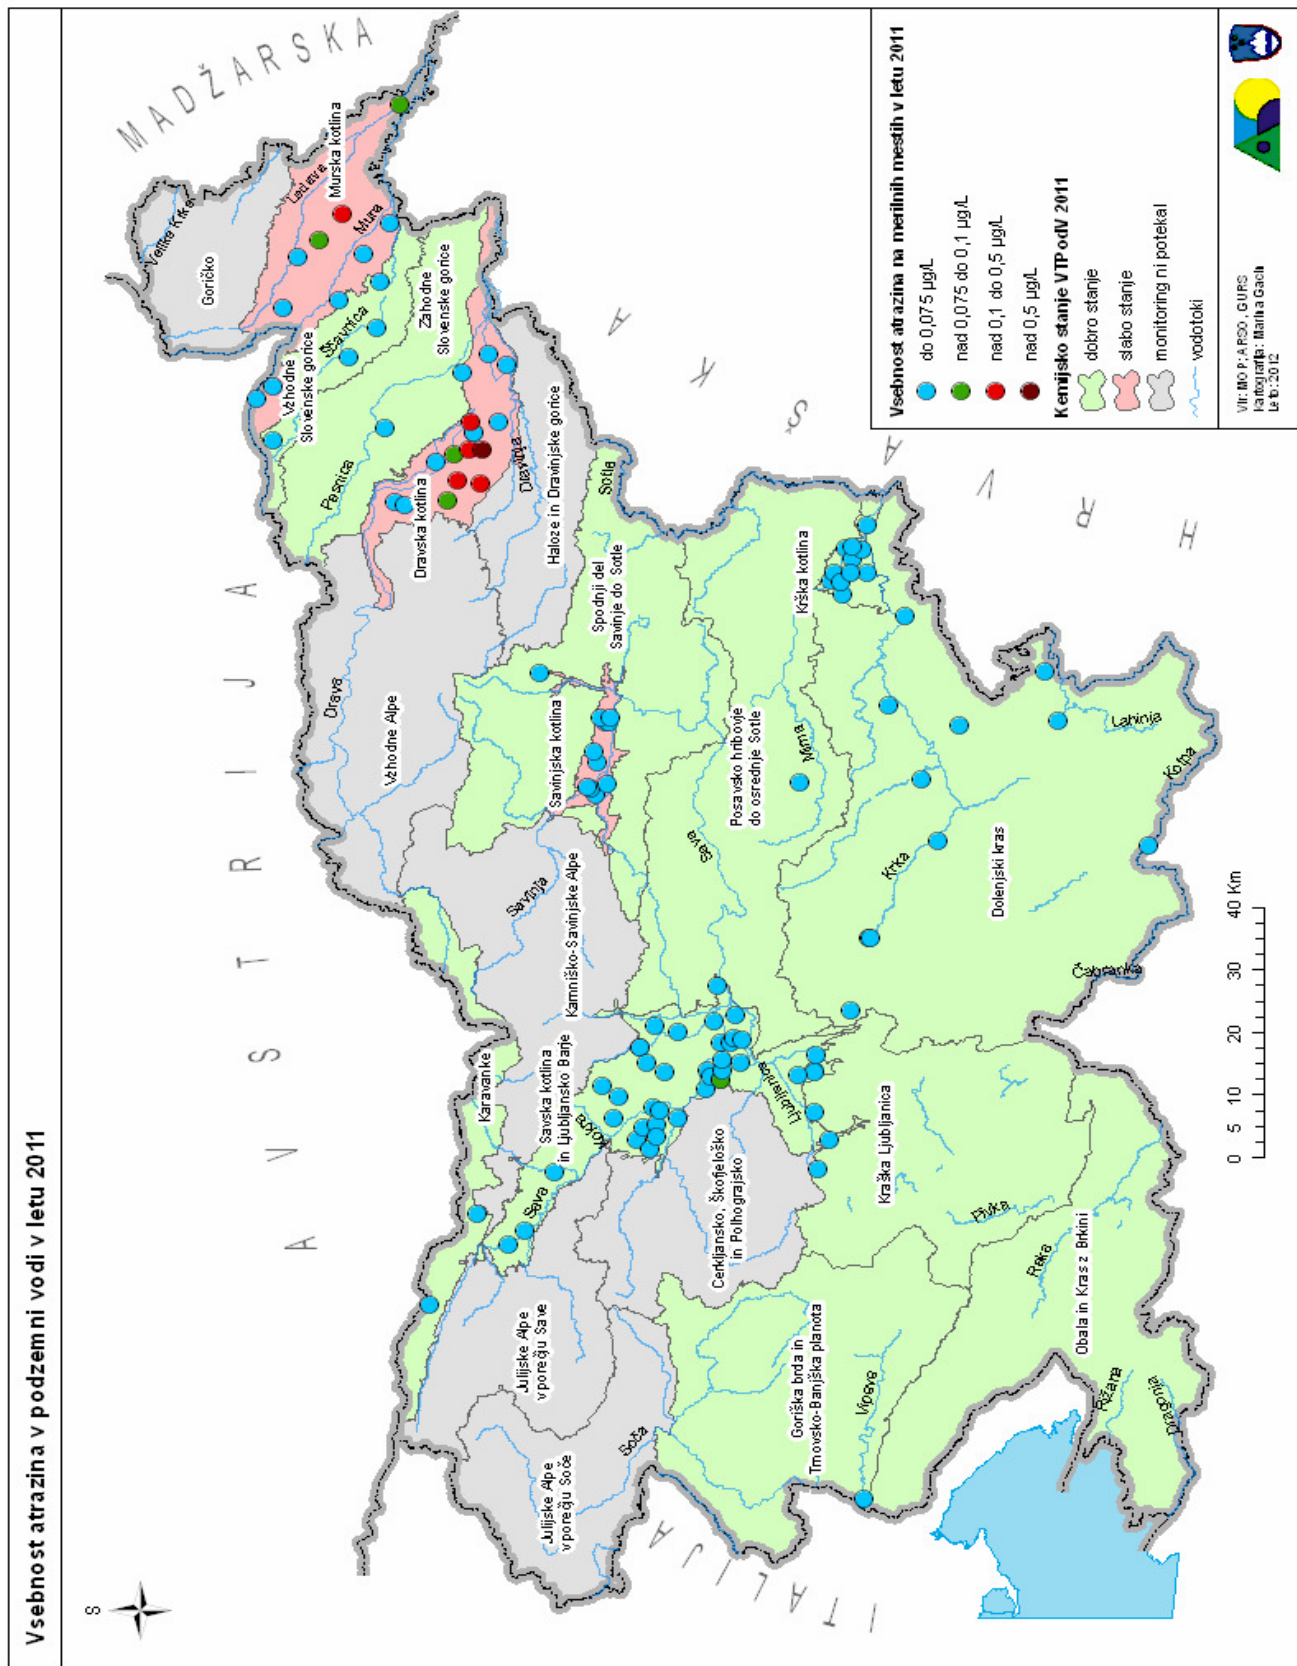 Vsebnost atrazina v podzemni vodi v letu 2011
S
AVSTRIJA
MADŽARSKA
HRVAŠKA
ITALIJA
Velika Krka
Goričko
Ledava
Murska kotlina
Mura
Vzhodne
Slovenske gorice
Ščavnica
Zahodne
Slovenske gorice
Pesnica
Drava
Dravska kotlina
Dravinja
Haloze in Dravinjske gorice
Vzhodne Alpe
Sotla
Spodnji del
Savinje do Sotle
Savinjska kotlina
Savinja
Kamniško-Savinjske Alpe
Karavanke
Savska kotlina
in Ljubljansko Barje
Kokra
Sava
Julijske Alpe
v porečju Save
Julijske Alpe
v porečju Soče
Soča
Cerkljansko, Škofjeloško
in Polhograjsko
Ljubljanica
Sava
Posavsko hribovje
do osrednje Sotle
Mirna
Krška kotlina
Krka
Dolenjski kras
Lahinja
Kolpa
Čabranka
Kraška Ljubljanica
Pivka
Goriška brda in
Trnovsko-Banjška planota
Vipava
Reka
Obala in Kras z Brkini
Rižana
Dragonja
0 5 10 20 30 40 Km
Vsebnost atrazina na merilnih mestih v letu 2011
do 0,075 µg/L
nad 0,075 do 0,1 µg/L
nad 0,1 do 0,5 µg/L
nad 0,5 µg/L
Kemijsko stanje VTPodV 2011
dobro stanje
slabo stanje
monitoring ni potekal
vodotoki
Vir: MOP; ARSO, GURS
Kartografija: Marina Gacin
Leto: 2012